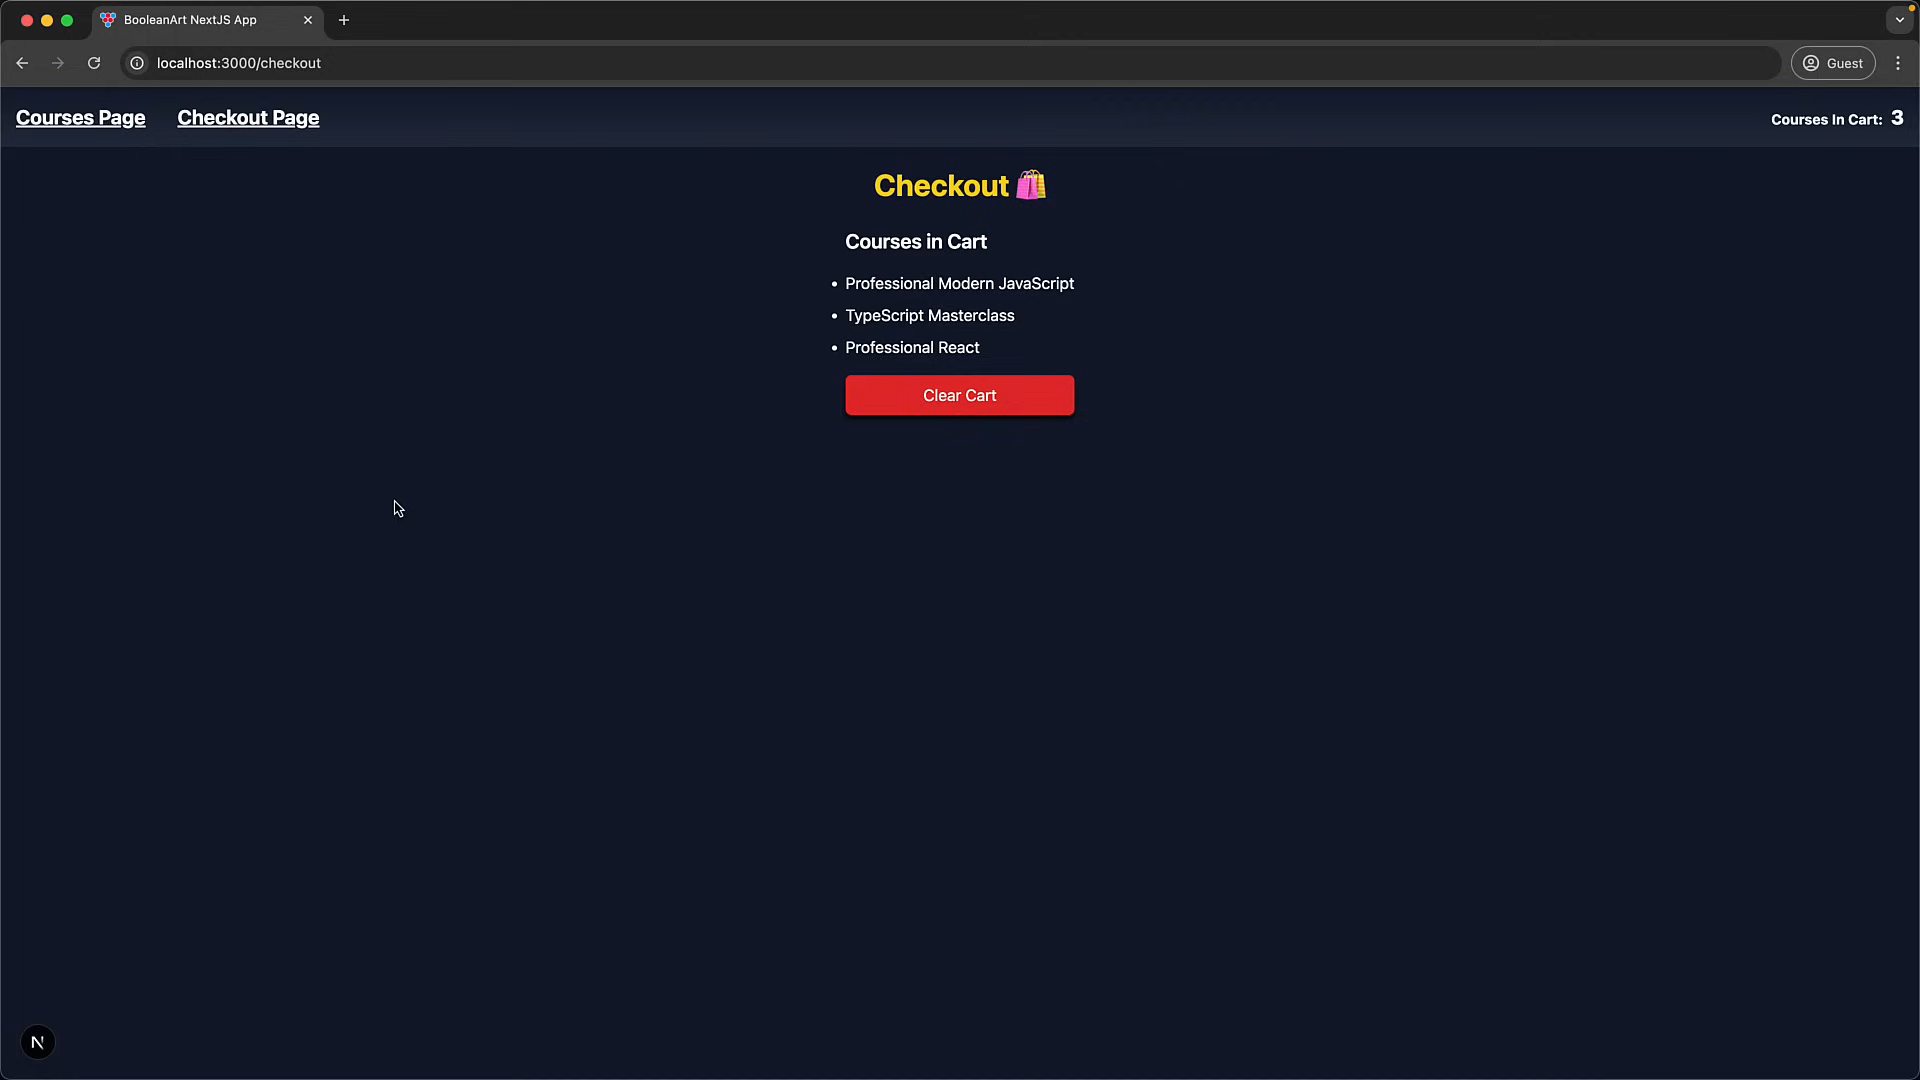 BooleanArt NextJS App
localhost:3000/checkout
Guest
Courses Page
Checkout Page
Courses In Cart: 3
Checkout 🛍️
Courses in Cart
• Professional Modern JavaScript
• TypeScript Masterclass
• Professional React
Clear Cart
N